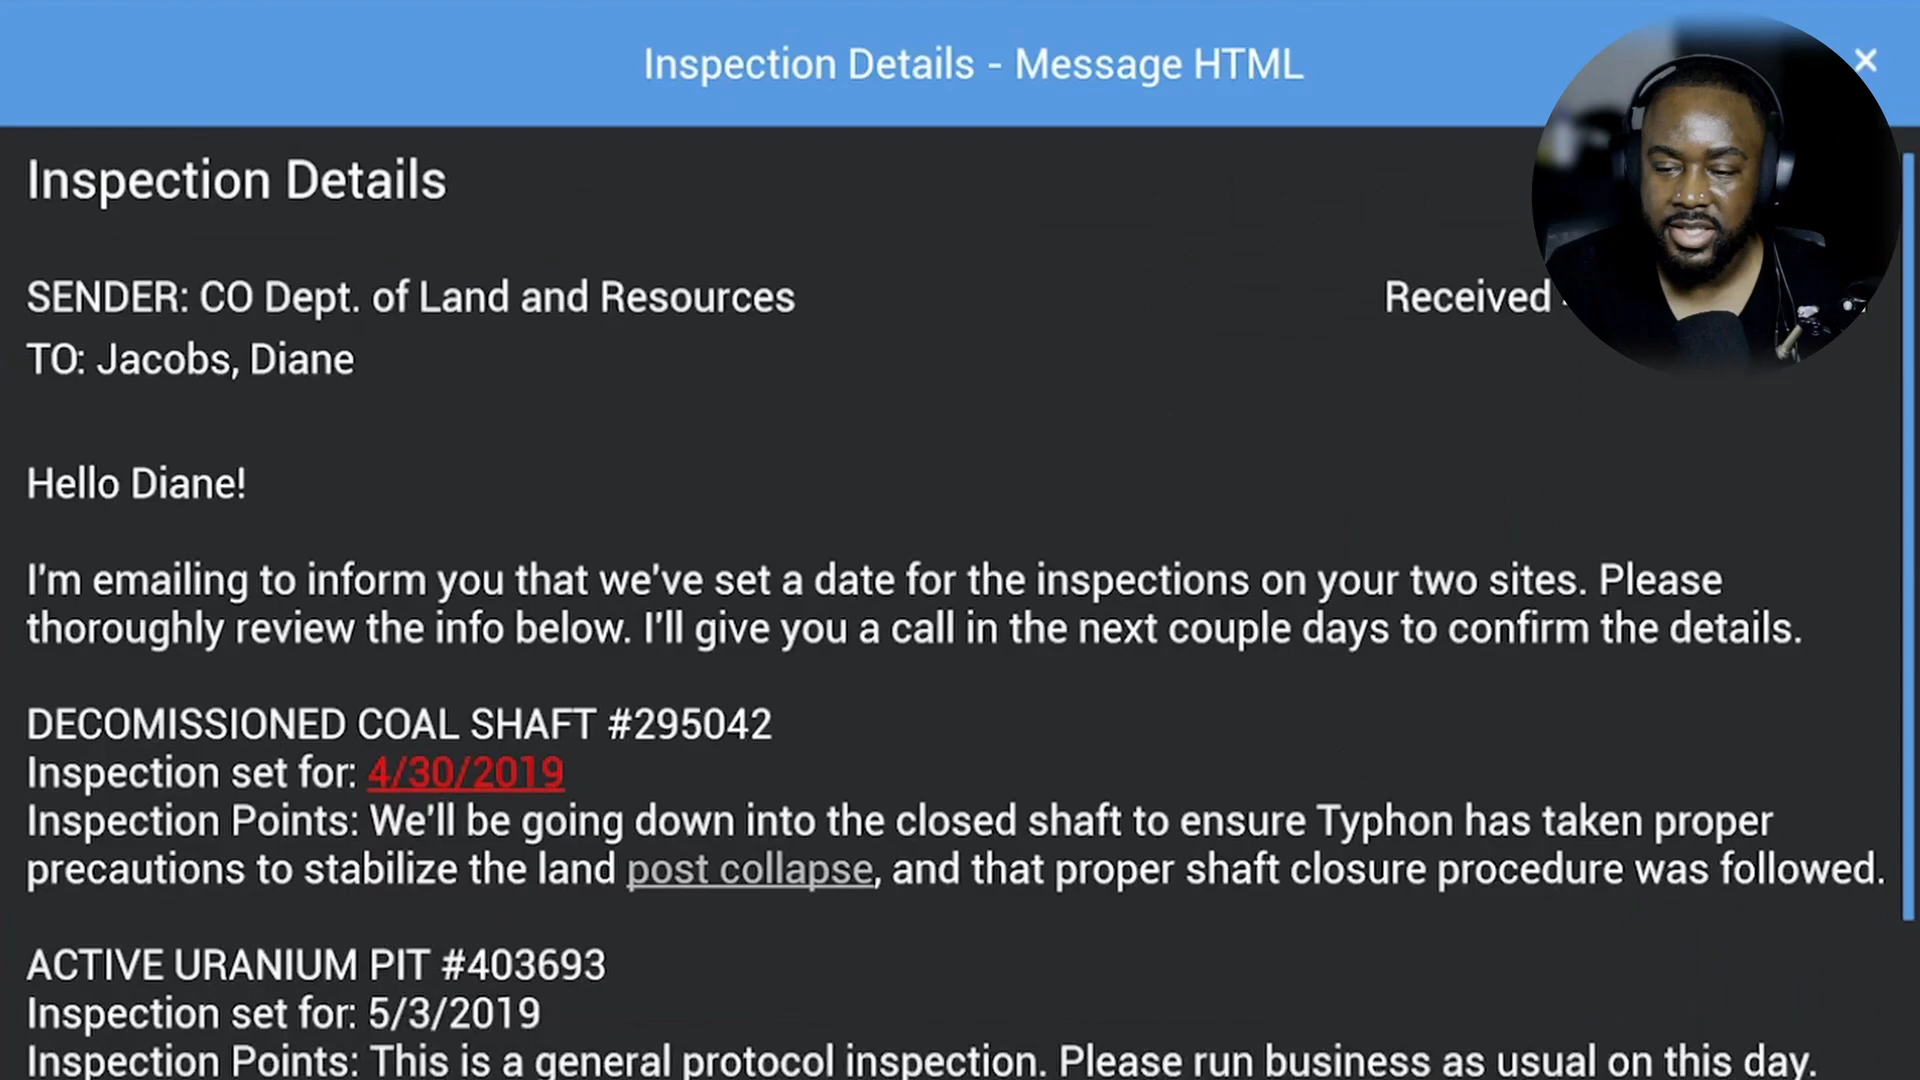 Inspection Details - Message HTML
Inspection Details
SENDER: CO Dept. of Land and Resources
Received
TO: Jacobs, Diane
Hello Diane!
I'm emailing to inform you that we've set a date for the inspections on your two sites. Please
thoroughly review the info below. I'll give you a call in the next couple days to confirm the details.
DECOMISSIONED COAL SHAFT #295042
Inspection set for: 4/30/2019
Inspection Points: We'll be going down into the closed shaft to ensure Typhon has taken proper
precautions to stabilize the land post collapse, and that proper shaft closure procedure was followed.
ACTIVE URANIUM PIT #403693
Inspection set for: 5/3/2019
Inspection Points: This is a general protocol inspection. Please run business as usual on this day.